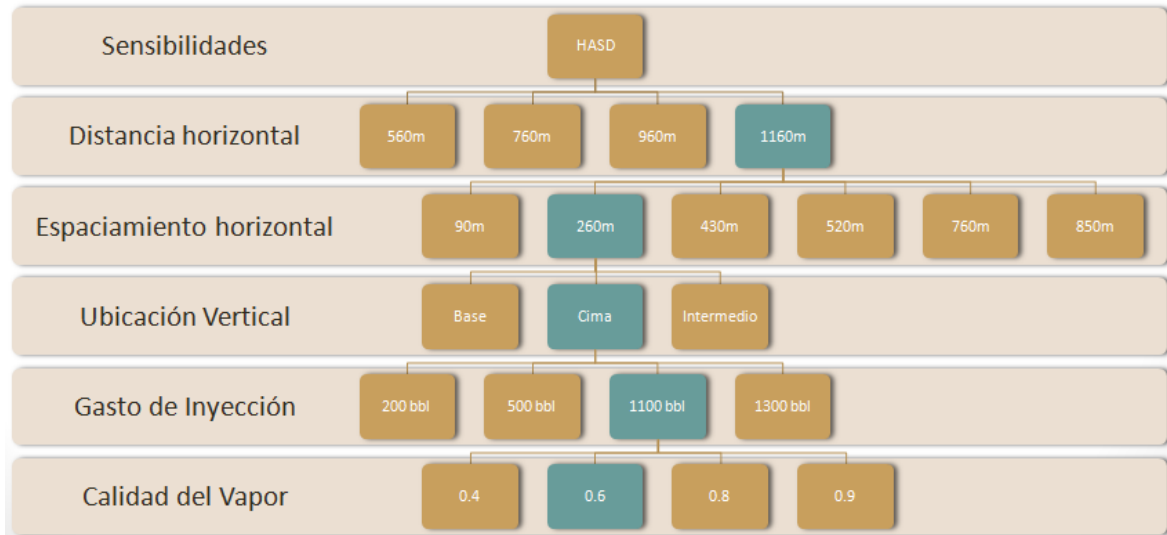 Sensibilidades
HASD
Distancia horizontal
560m
760m
960m
1160m
Espaciamiento horizontal
90m
260m
430m
520m
760m
850m
Ubicación Vertical
Base
Cima
Intermedio
Gasto de Inyección
200 bbl
500 bbl
1100 bbl
1300 bbl
Calidad del Vapor
0.4
0.6
0.8
0.9